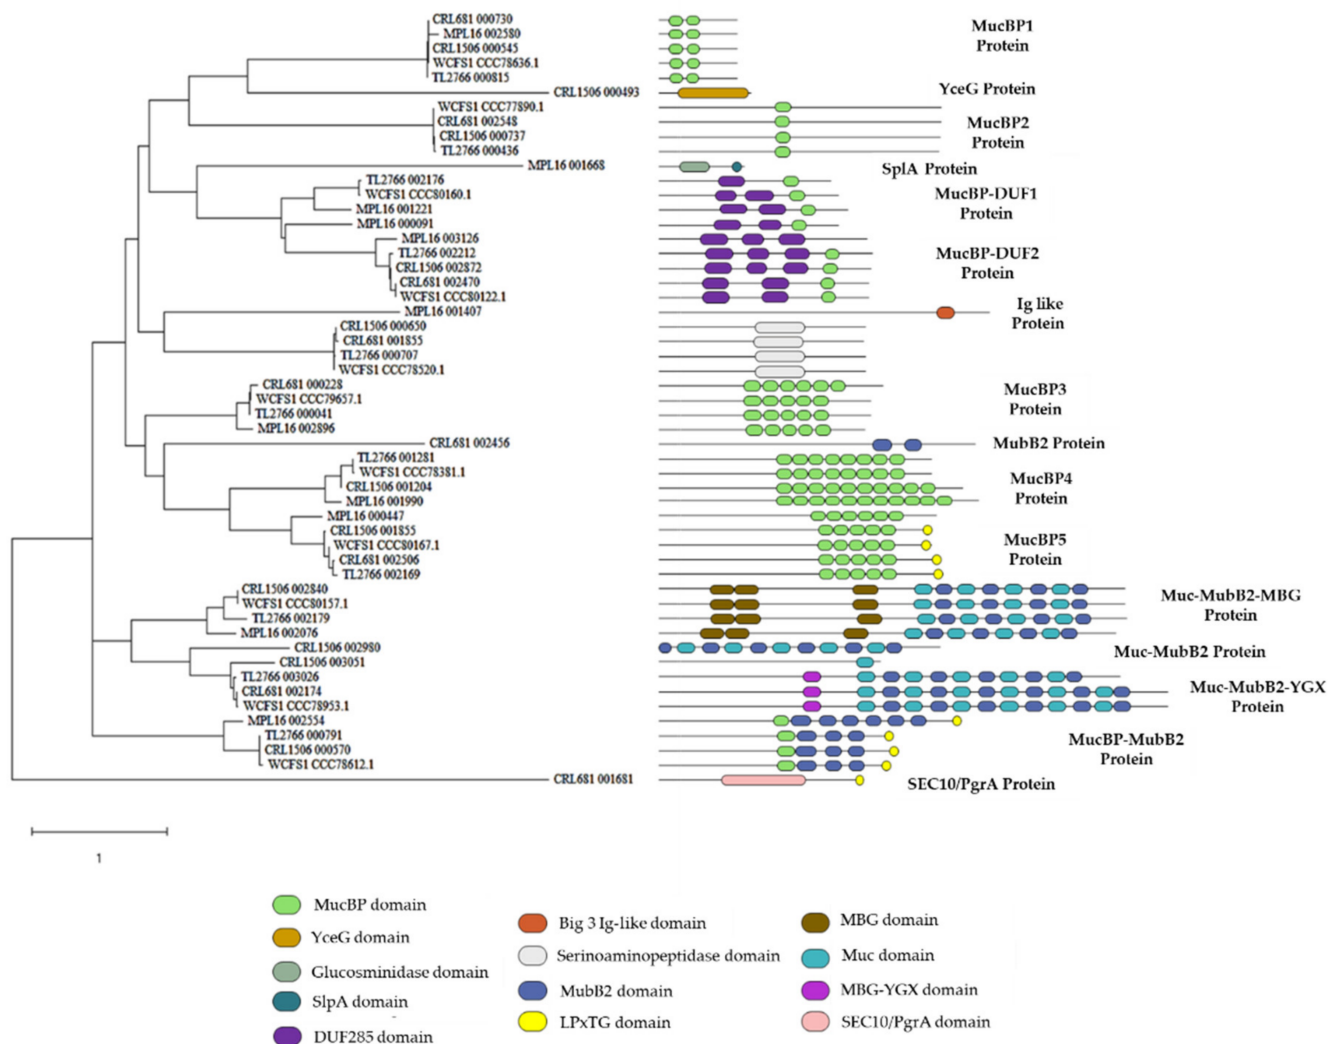 CRL681 000730
MPL16 002580
CRL1506 000545
WCFS1 CCC78636.1
TL2766 000815
CRL1506 000493
WCFS1 CCC77890.1
CRL681 002548
CRL1506 000737
TL2766 000436
MPL16 001668
TL2766 002176
WCFS1 CCC80160.1
MPL16 001221
MPL16 000091
MPL16 003126
TL2766 002212
CRL1506 002872
CRL681 002470
WCFS1 CCC80122.1
MPL16 001407
CRL1506 000650
CRL681 001855
TL2766 000707
WCFS1 CCC78520.1
CRL681 000228
WCFS1 CCC79657.1
TL2766 000041
MPL16 002896
CRL681 002456
TL2766 001281
WCFS1 CCC78381.1
CRL1506 001204
MPL16 001990
MPL16 000447
CRL1506 001855
WCFS1 CCC80167.1
CRL681 002506
TL2766 002169
CRL1506 002840
WCFS1 CCC80157.1
TL2766 002179
MPL16 002076
CRL1506 002980
CRL1506 003051
TL2766 003026
CRL681 002174
WCFS1 CCC78953.1
MPL16 002554
TL2766 000791
CRL1506 000570
WCFS1 CCC78612.1
CRL681 001681
1
MucBP1
Protein
YceG Protein
MucBP2
Protein
SplA Protein
MucBP-DUF1
Protein
MucBP-DUF2
Protein
Ig like
Protein
MucBP3
Protein
MubB2 Protein
MucBP4
Protein
MucBP5
Protein
Muc-MubB2-MBG
Protein
Muc-MubB2 Protein
Muc-MubB2-YGX
Protein
MucBP-MubB2
Protein
SEC10/PgrA Protein
MucBP domain
YceG domain
Glucosminidase domain
SlpA domain
DUF285 domain
Big 3 Ig-like domain
Serinoaminopeptidase domain
MubB2 domain
LPxTG domain
MBG domain
Muc domain
MBG-YGX domain
SEC10/PgrA domain